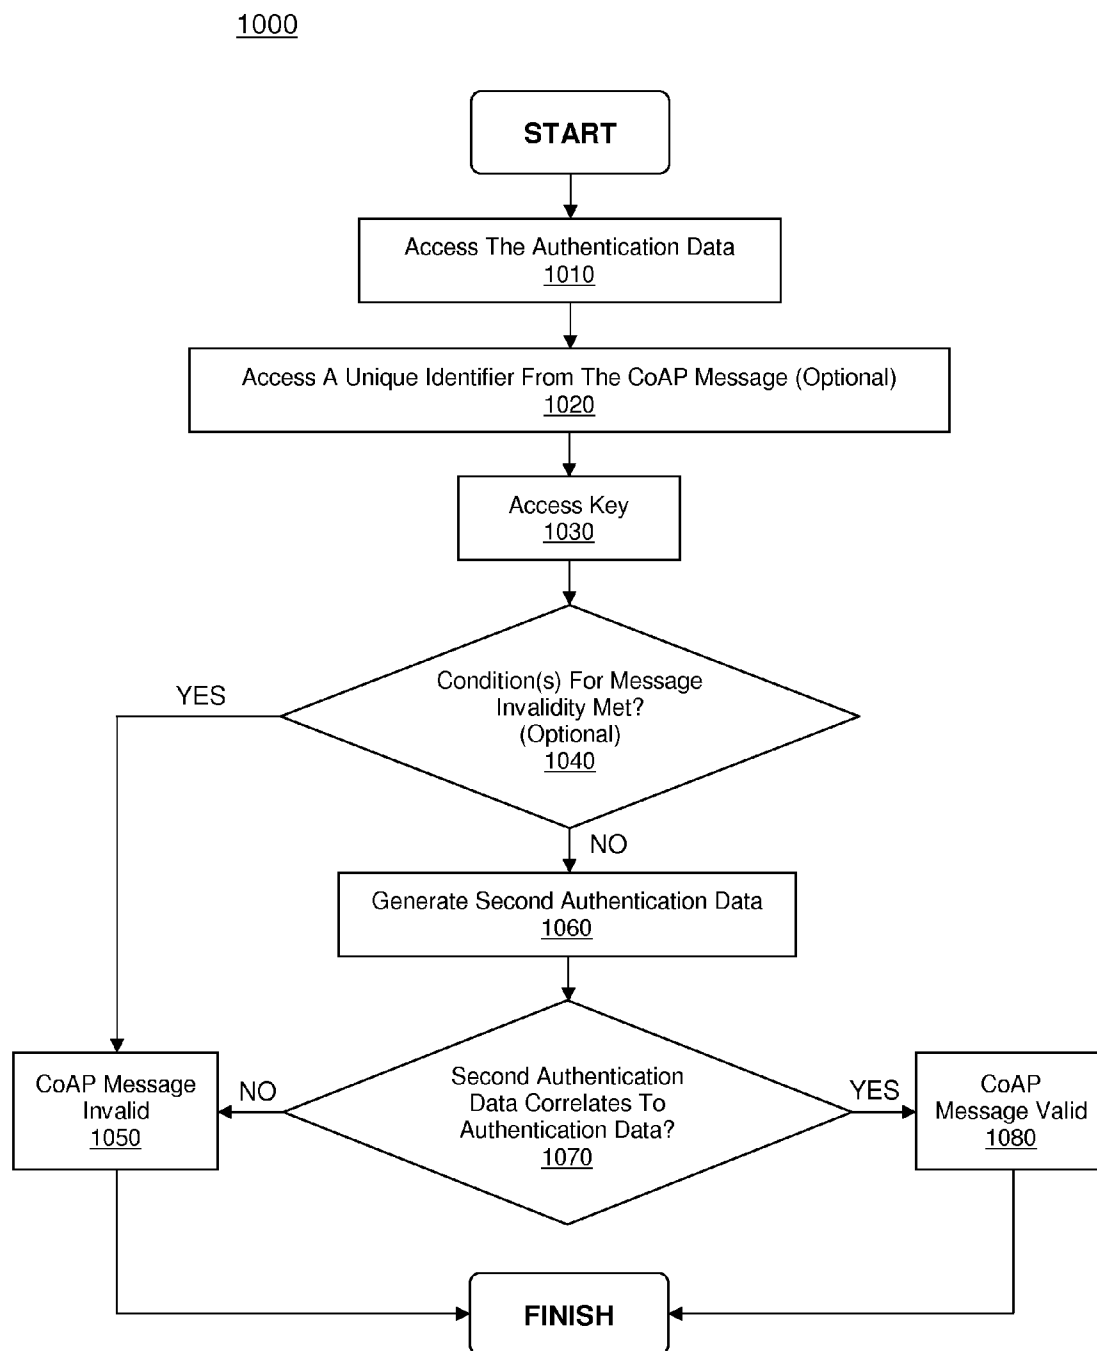 1000
START
Access The Authentication Data
1010
Access A Unique Identifier From The CoAP Message (Optional)
1020
Access Key
1030
Condition(s) For Message
Invalidity Met?
(Optional)
1040
YES
NO
Generate Second Authentication Data
1060
Second Authentication
Data Correlates To
Authentication Data?
1070
NO
YES
CoAP Message
Invalid
1050
CoAP
Message Valid
1080
FINISH